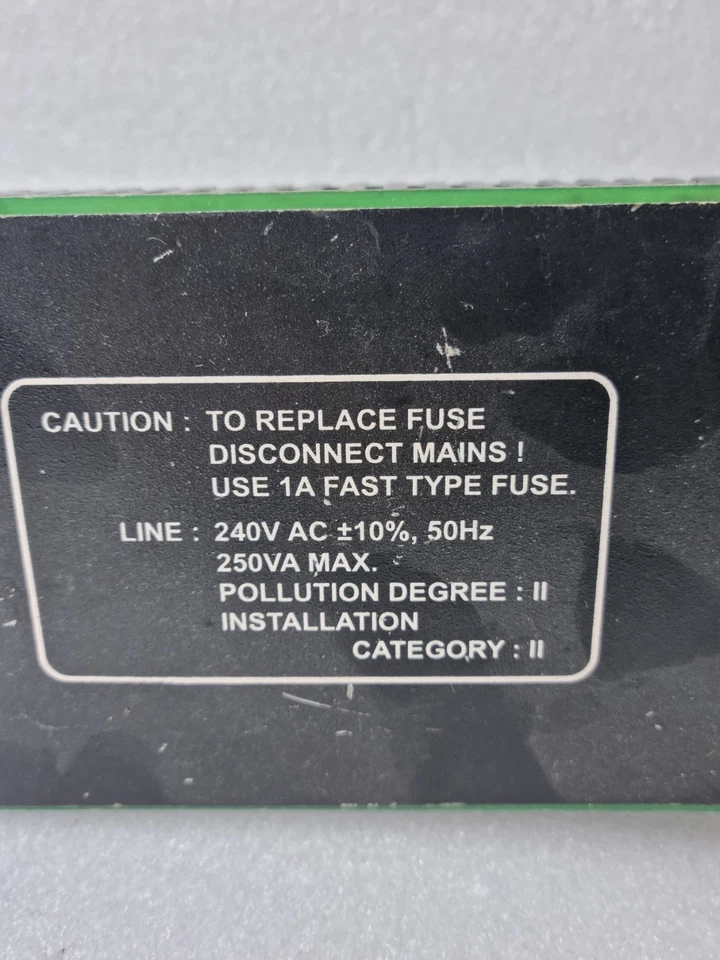 CAUTION : TO REPLACE FUSE
DISCONNECT MAINS !
USE 1A FAST TYPE FUSE.
LINE : 240V AC ±10%, 50Hz
250VA MAX.
POLLUTION DEGREE : II
INSTALLATION
CATEGORY : II